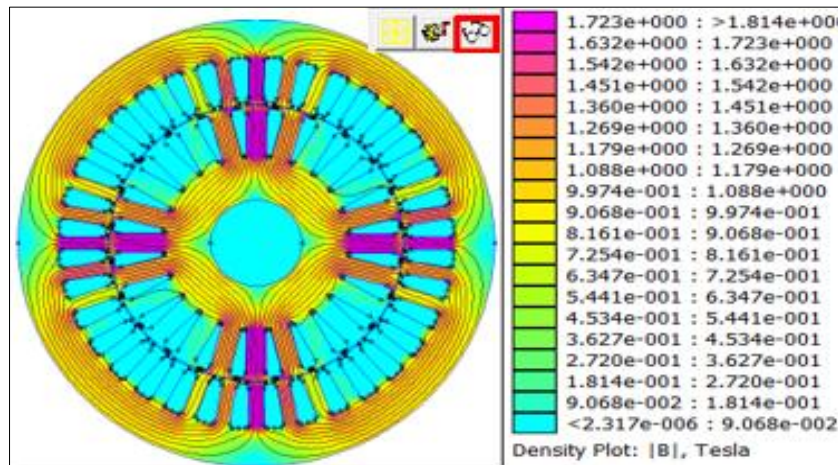 1.723e+000 : >1.814e+000
1.632e+000 : 1.723e+000
1.542e+000 : 1.632e+000
1.451e+000 : 1.542e+000
1.360e+000 : 1.451e+000
1.269e+000 : 1.360e+000
1.179e+000 : 1.269e+000
1.088e+000 : 1.179e+000
9.974e-001 : 1.088e+000
9.068e-001 : 9.974e-001
8.161e-001 : 9.068e-001
7.254e-001 : 8.161e-001
6.347e-001 : 7.254e-001
5.441e-001 : 6.347e-001
4.534e-001 : 5.441e-001
3.627e-001 : 4.534e-001
2.720e-001 : 3.627e-001
1.814e-001 : 2.720e-001
9.068e-002 : 1.814e-001
<2.317e-006 : 9.068e-002
Density Plot: |B|, Tesla